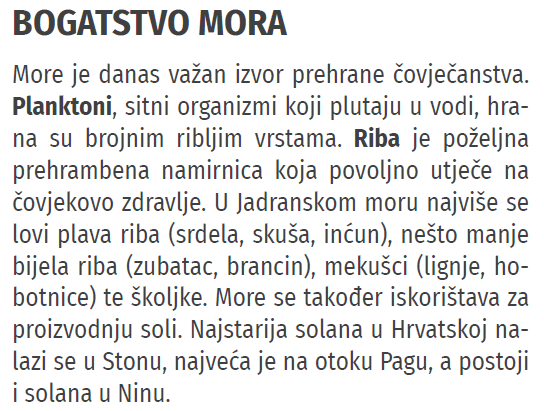 BOGATSTVO MORA
More je danas važan izvor prehrane čovječanstva.
Planktoni, sitni organizmi koji plutaju u vodi, hra-
na su brojnim ribljim vrstama. Riba je poželjna
prehrambena namirnica koja povoljno utječe na
čovjekovo zdravlje. U Jadranskom moru najviše se
lovi plava riba (srdela, skuša, inćun), nešto manje
bijela riba (zubatac, brancin), mekušci (lignje, ho-
botnice) te školjke. More se također iskorištava za
proizvodnju soli. Najstarija solana u Hrvatskoj na-
lazi se u Stonu, najveća je na otoku Pagu, a postoji
i solana u Ninu.